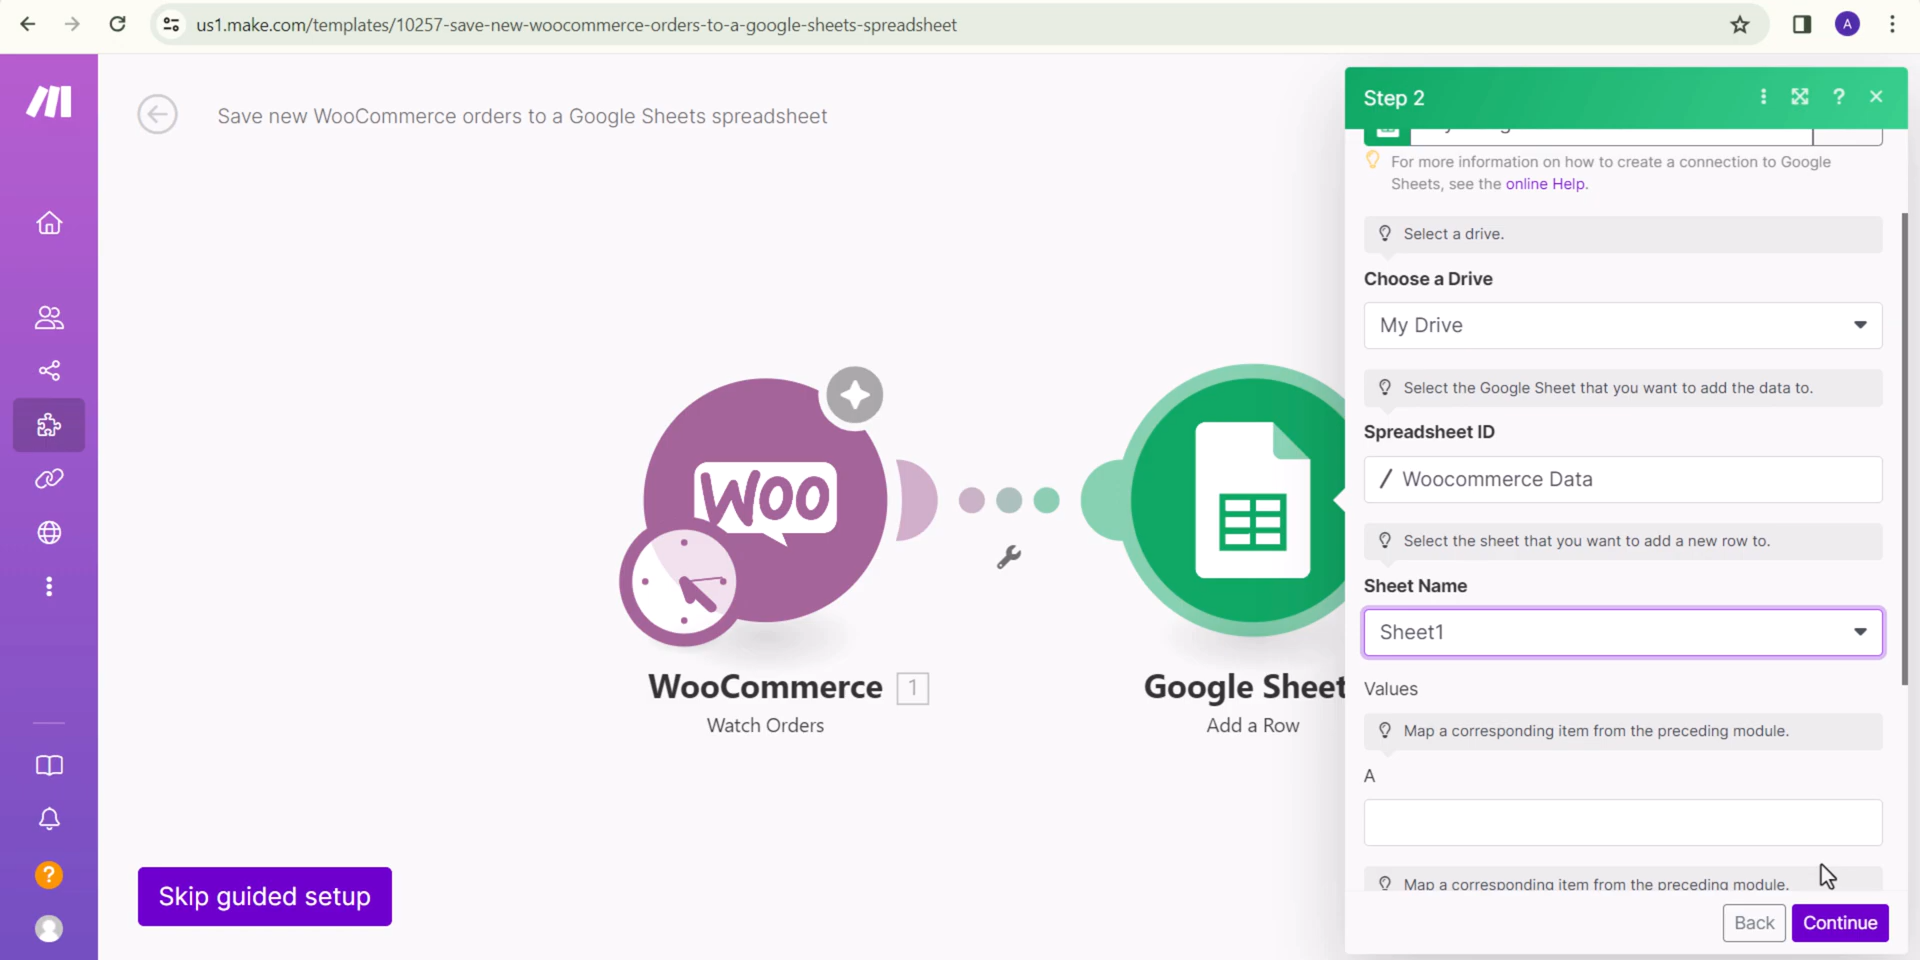 us1.make.com/templates/10257-save-new-woocommerce-orders-to-a-google-sheets-spreadsheet
A
Save new WooCommerce orders to a Google Sheets spreadsheet
Step 2
?
For more information on how to create a connection to Google
Sheets, see the online Help.
Select a drive.
Choose a Drive
My Drive
Select the Google Sheet that you want to add the data to.
Spreadsheet ID
/ Woocommerce Data
Select the sheet that you want to add a new row to.
Sheet Name
Sheet1
Values
Map a corresponding item from the preceding module.
A
Map a corresponding item from the preceding module.
Back
Continue
WOO
WooCommerce 1
Watch Orders
Google Sheet
Add a Row
Skip guided setup
?